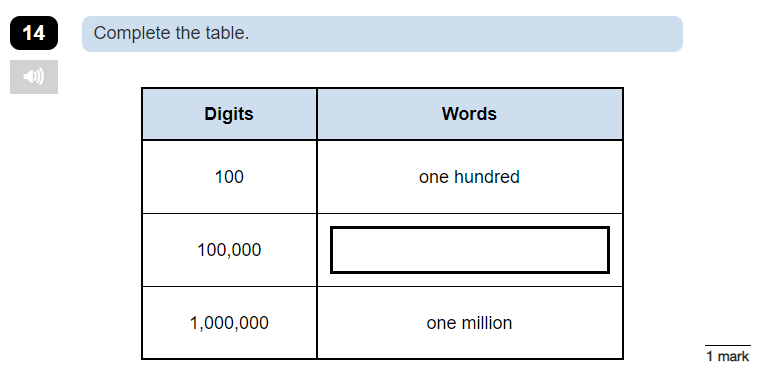 14
Complete the table.
Digits Words
100 one hundred
100,000
1,000,000 one million
1 mark